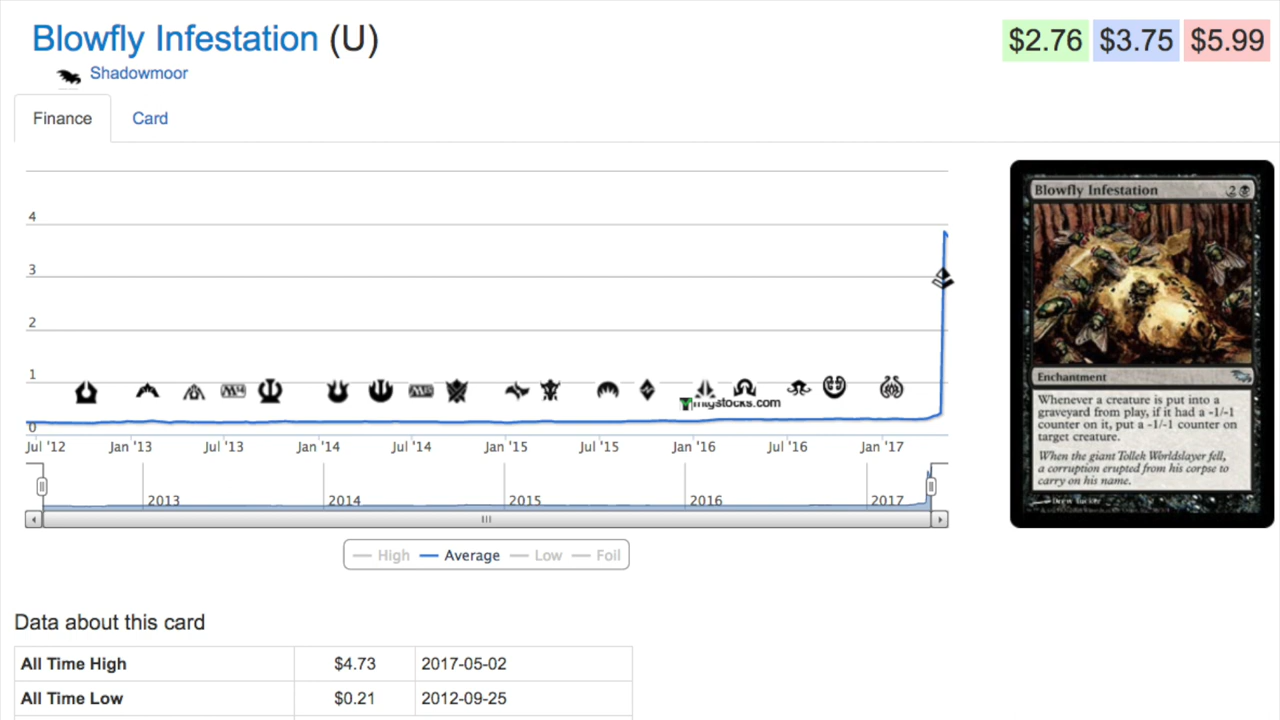 Blowfly Infestation (U)
$2.76 $3.75 $5.99
Shadowmoor
Finance Card
4
3
2
1
0
mtgstocks.com
Jul '12 Jan '13 Jul '13 Jan '14 Jul '14 Jan '15 Jul '15 Jan '16 Jul '16 Jan '17
2013 2014 2015 2016 2017
High Average Low Foil
Blowfly Infestation 2
Enchantment
Whenever a creature is put into a
graveyard from play, if it had a -1/-1
counter on it, put a -1/-1 counter on
target creature.
When the giant Tollek Worldslayer fell,
a corruption erupted from his corpse to
carry on his name.
Data about this card
All Time High $4.73 2017-05-02
All Time Low $0.21 2012-09-25